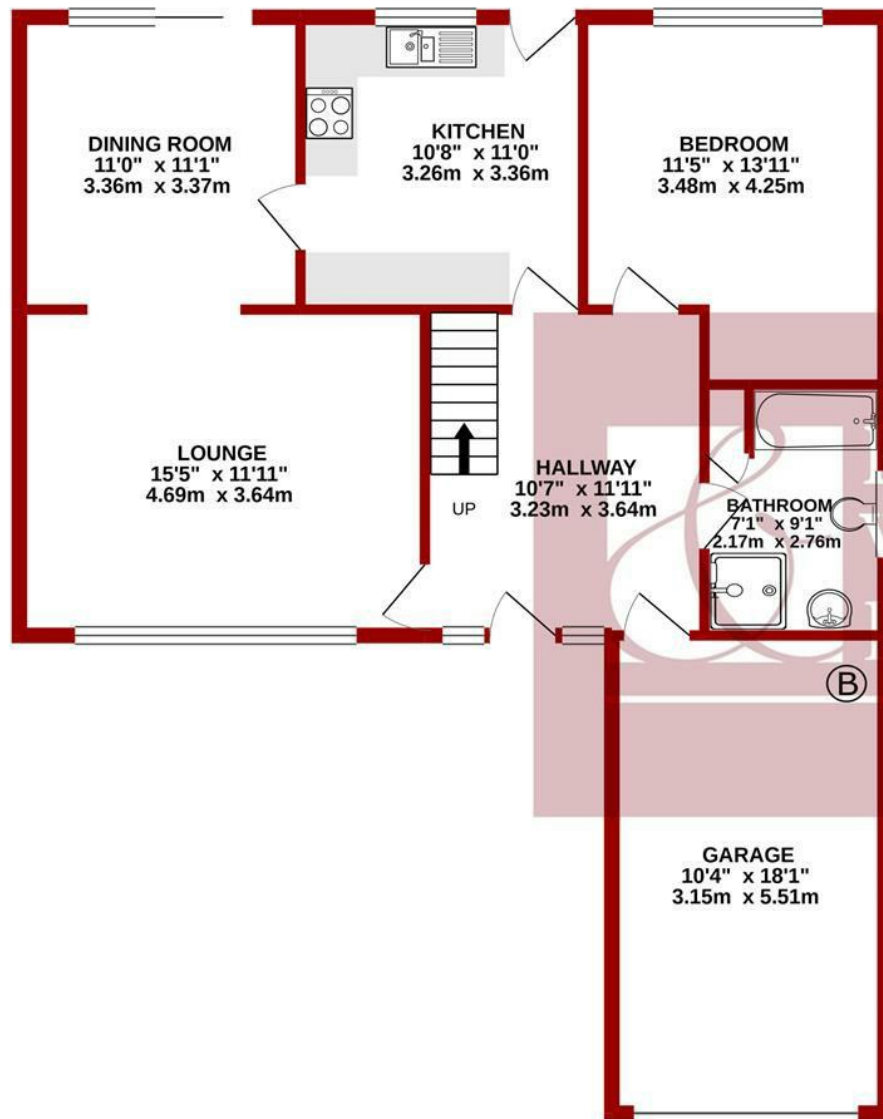 DINING ROOM
11'0" x 11'1"
3.36m x 3.37m
KITCHEN
10'8" x 11'0"
3.26m x 3.36m
BEDROOM
11'5" x 13'11"
3.48m x 4.25m
LOUNGE
15'5" x 11'11"
4.69m x 3.64m
UP
HALLWAY
10'7" x 11'11"
3.23m x 3.64m
BATHROOM
7'1" x 9'1"
2.17m x 2.76m
B
GARAGE
10'4" x 18'1"
3.15m x 5.51m
&